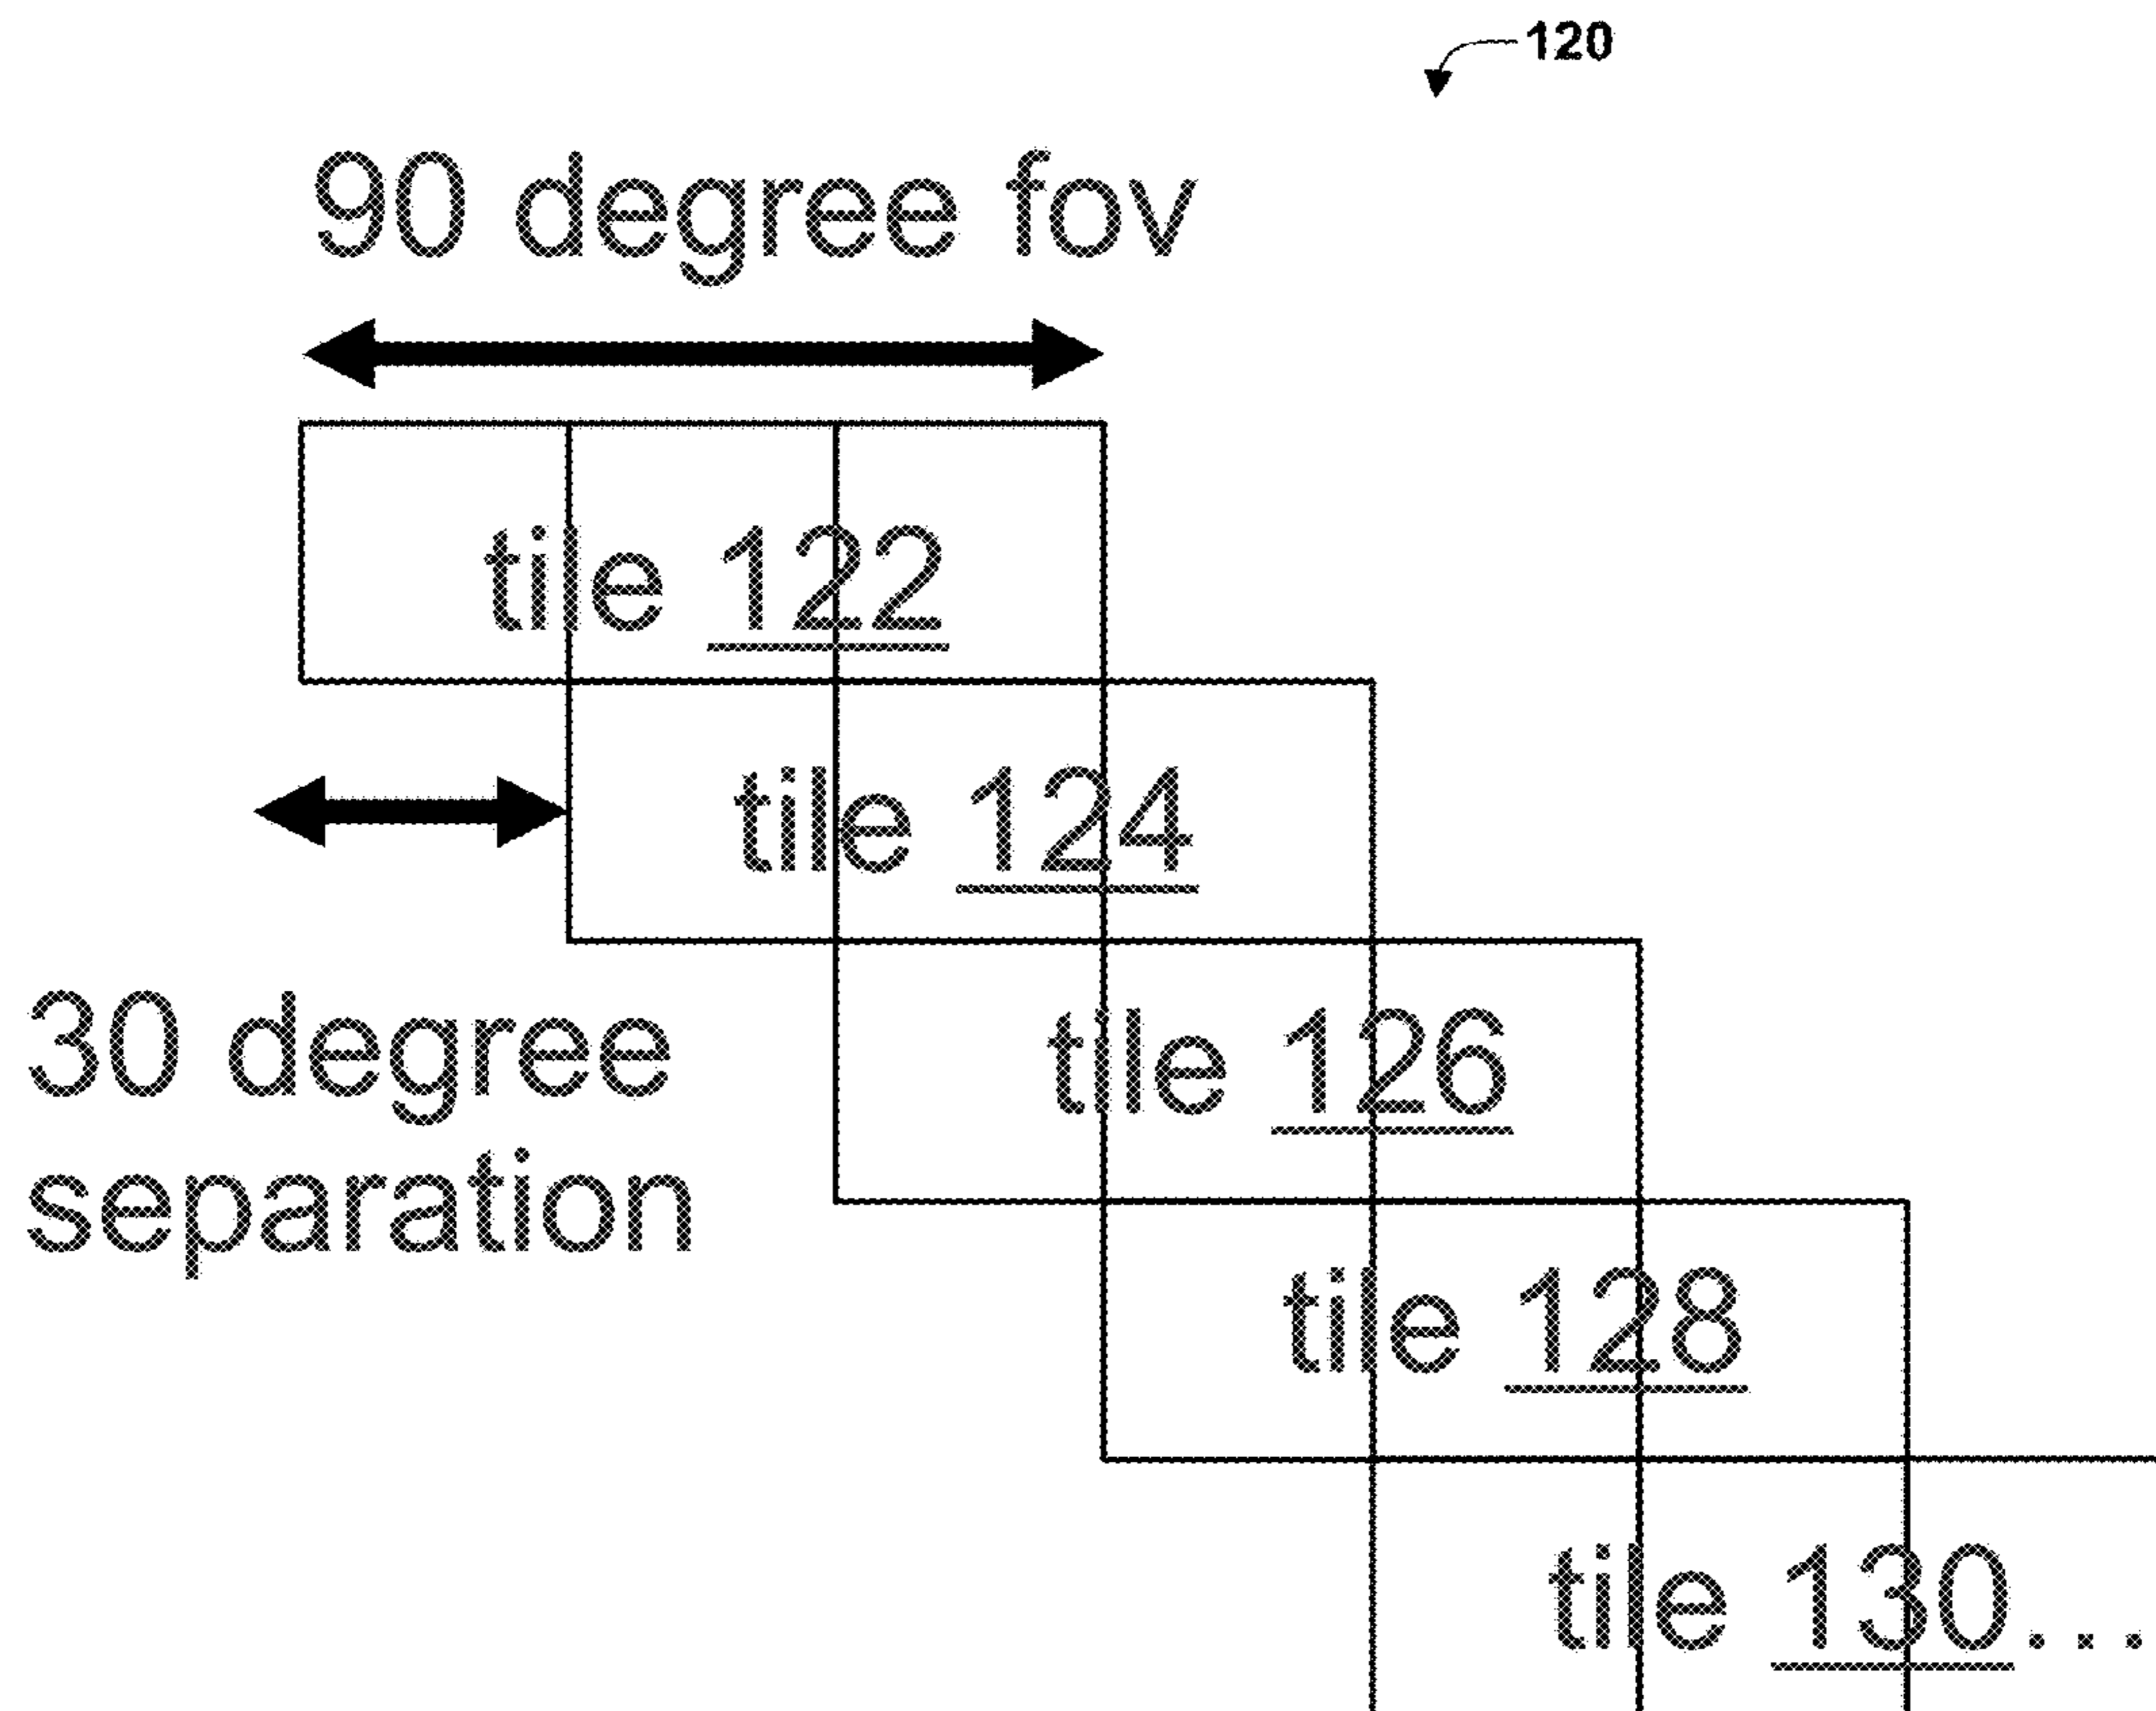 120
90 degree fov
tile 122
tile 124
30 degree
separation
tile 126
tile 128
tile 130...